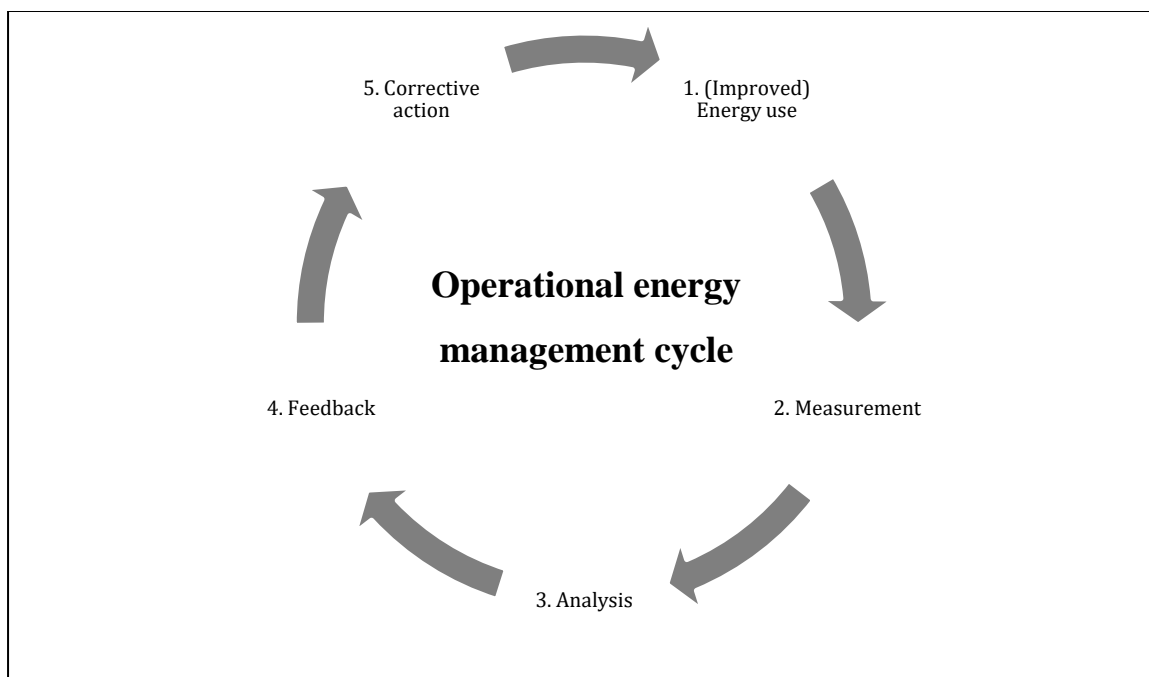 5. Corrective
action
1. (Improved)
Energy use
Operational energy
management cycle
4. Feedback
2. Measurement
3. Analysis